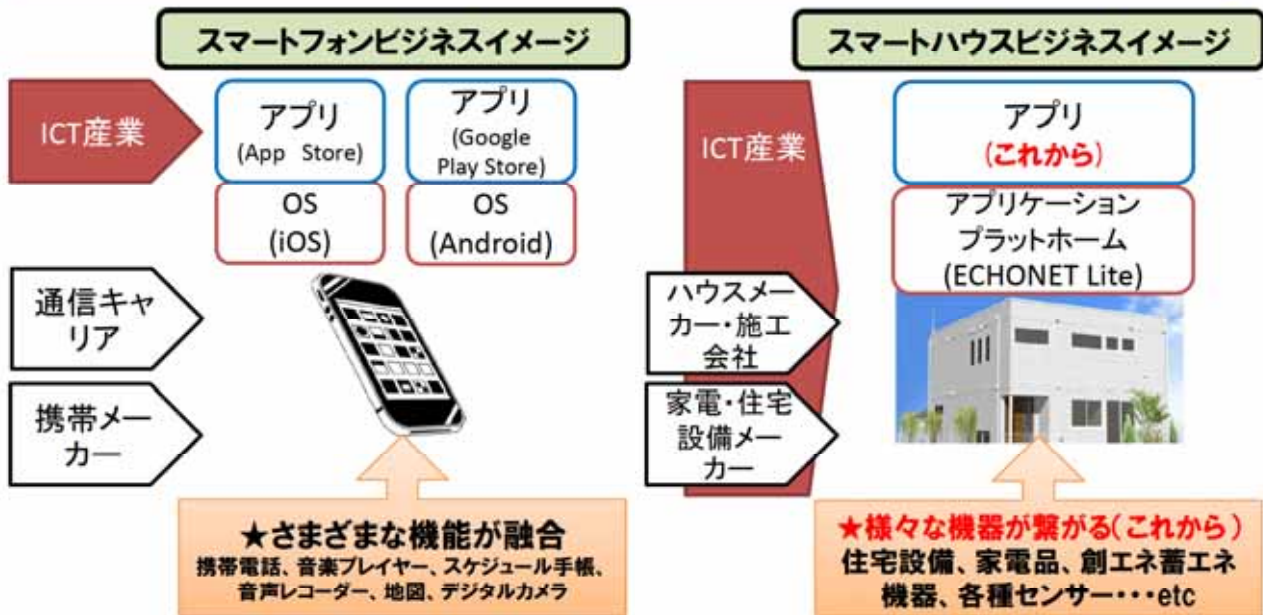 スマートフォンビジネスイメージ
ICT産業
アプリ
(App Store)
アプリ
(Google
Play Store)
OS
(iOS)
OS
(Android)
通信キャ
リア
携帯メー
カー
★さまざまな機能が融合
携帯電話、音楽プレイヤー、スケジュール手帳、
音声レコーダー、地図、デジタルカメラ
スマートハウスビジネスイメージ
ICT産業
アプリ
(これから)
アプリケーション
プラットホーム
(ECHONET Lite)
ハウスメー
カー・施工
会社
家電・住宅
設備メー
カー
★様々な機器が繋がる(これから)
住宅設備、家電品、創エネ蓄エネ
機器、各種センサー・・・etc